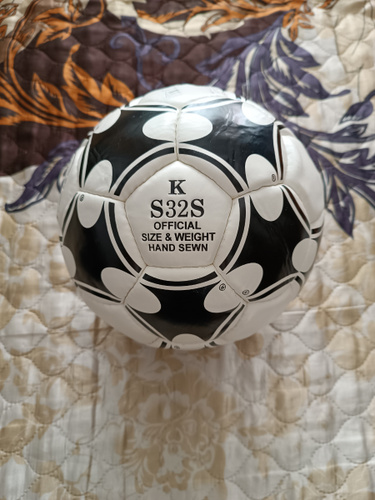 K
S32S
OFFICIAL
SIZE & WEIGHT
HAND SEWN